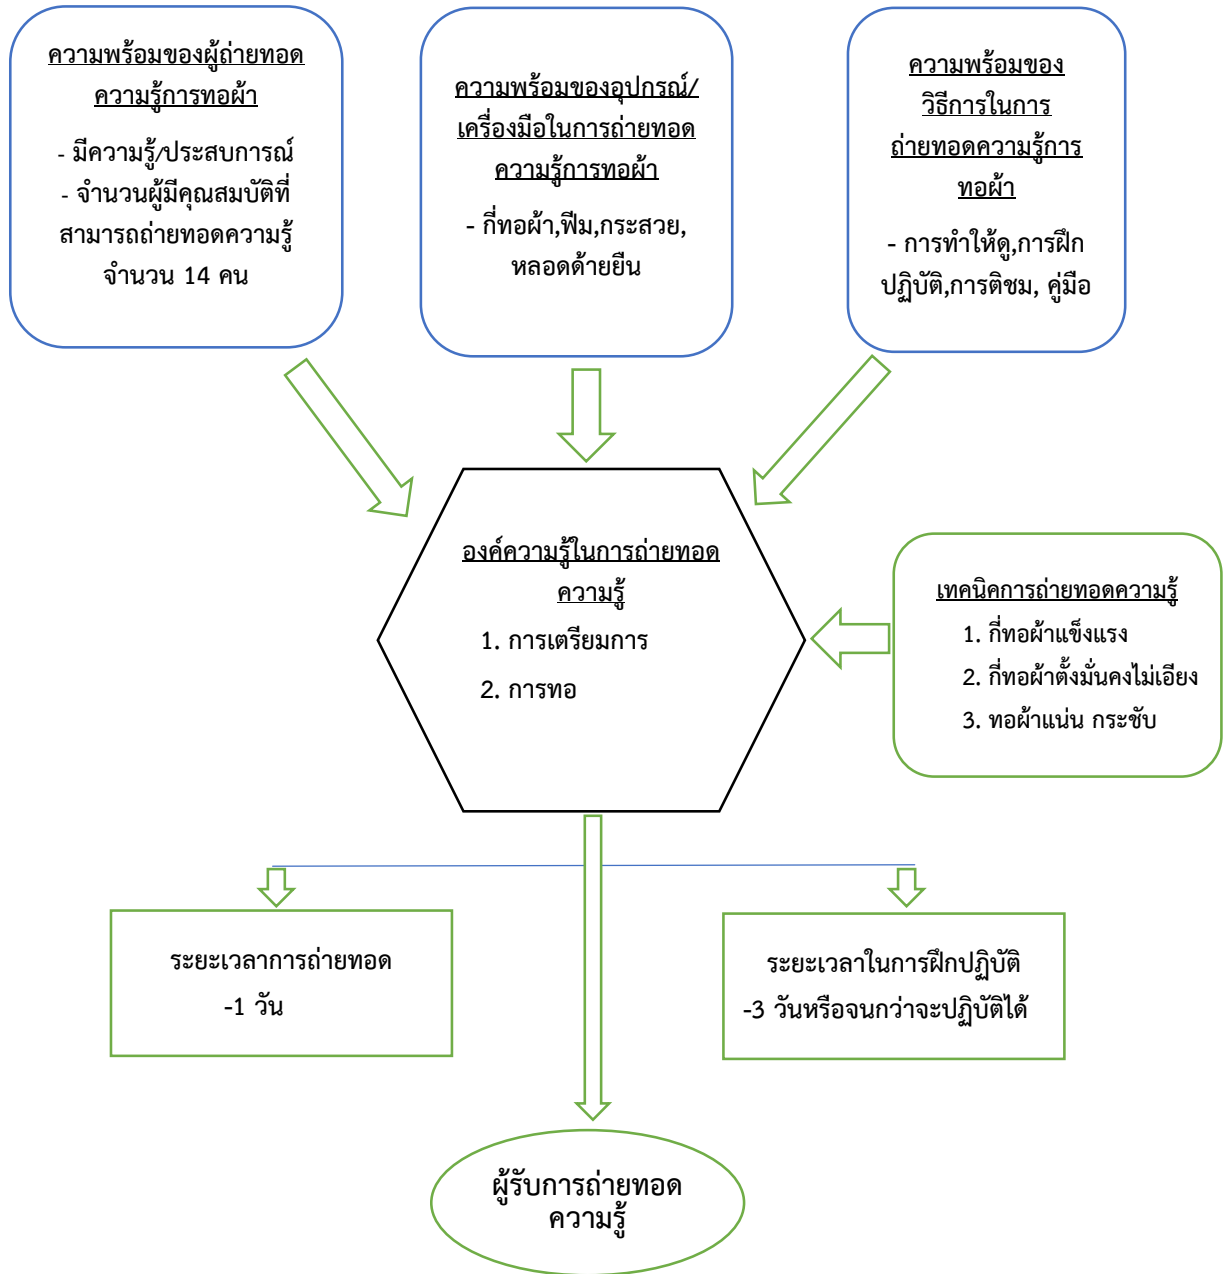 ความพร้อมของผู้ถ่ายทอด
ความรู้การทอผ้า
- มีความรู้/ประสบการณ์
- จำนวนผู้มีคุณสมบัติที่
สามารถถ่ายทอดความรู้
จำนวน 14 คน
ความพร้อมของอุปกรณ์/
เครื่องมือในการถ่ายทอด
ความรู้การทอผ้า
- กี่ทอผ้า,ฟืม,กระสวย,
หลอดด้ายยืน
ความพร้อมของ
วิธีการในการ
ถ่ายทอดความรู้การ
ทอผ้า
- การทำให้ดู,การฝึก
ปฏิบัติ,การติชม, คู่มือ
องค์ความรู้ในการถ่ายทอด
ความรู้
1. การเตรียมการ
2. การทอ
เทคนิคการถ่ายทอดความรู้
1. กี่ทอผ้าแข็งแรง
2. กี่ทอผ้าตั้งมั่นคงไม่เอียง
3. ทอผ้าแน่น กระชับ
ระยะเวลาการถ่ายทอด
-1 วัน
ระยะเวลาในการฝึกปฏิบัติ
-3 วันหรือจนกว่าจะปฏิบัติได้
ผู้รับการถ่ายทอด
ความรู้